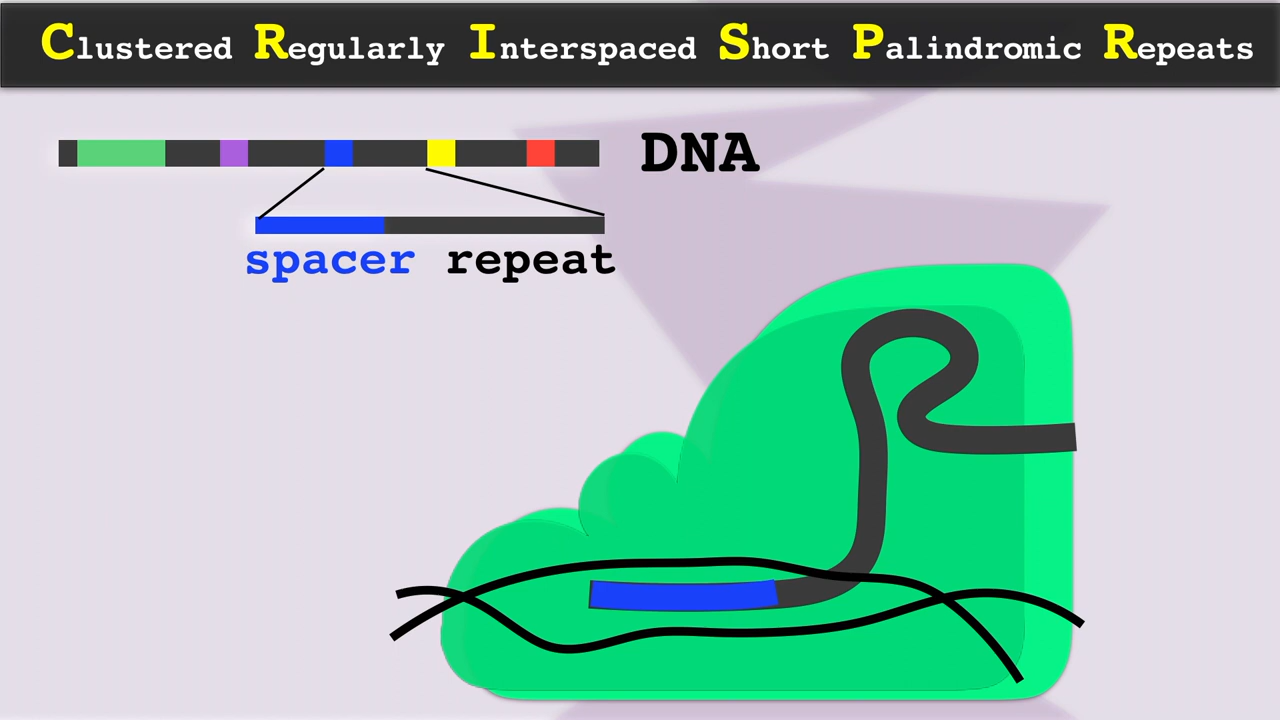 Clustered Regularly Interspaced Short Palindromic Repeats
DNA
spacer repeat